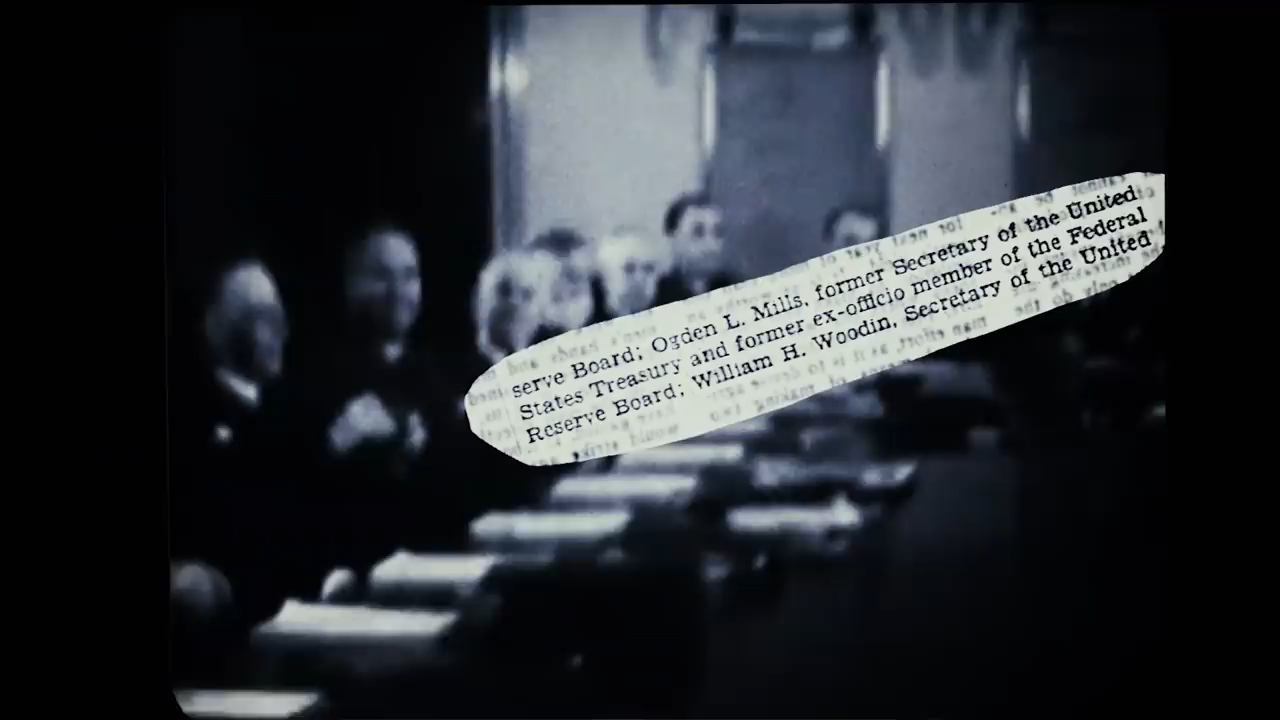 serve Board; Ogden L. Mills, former Secretary of the United
States Treasury and former ex-officio member of the Federal
Reserve Board; William H. Woodin, Secretary of the United